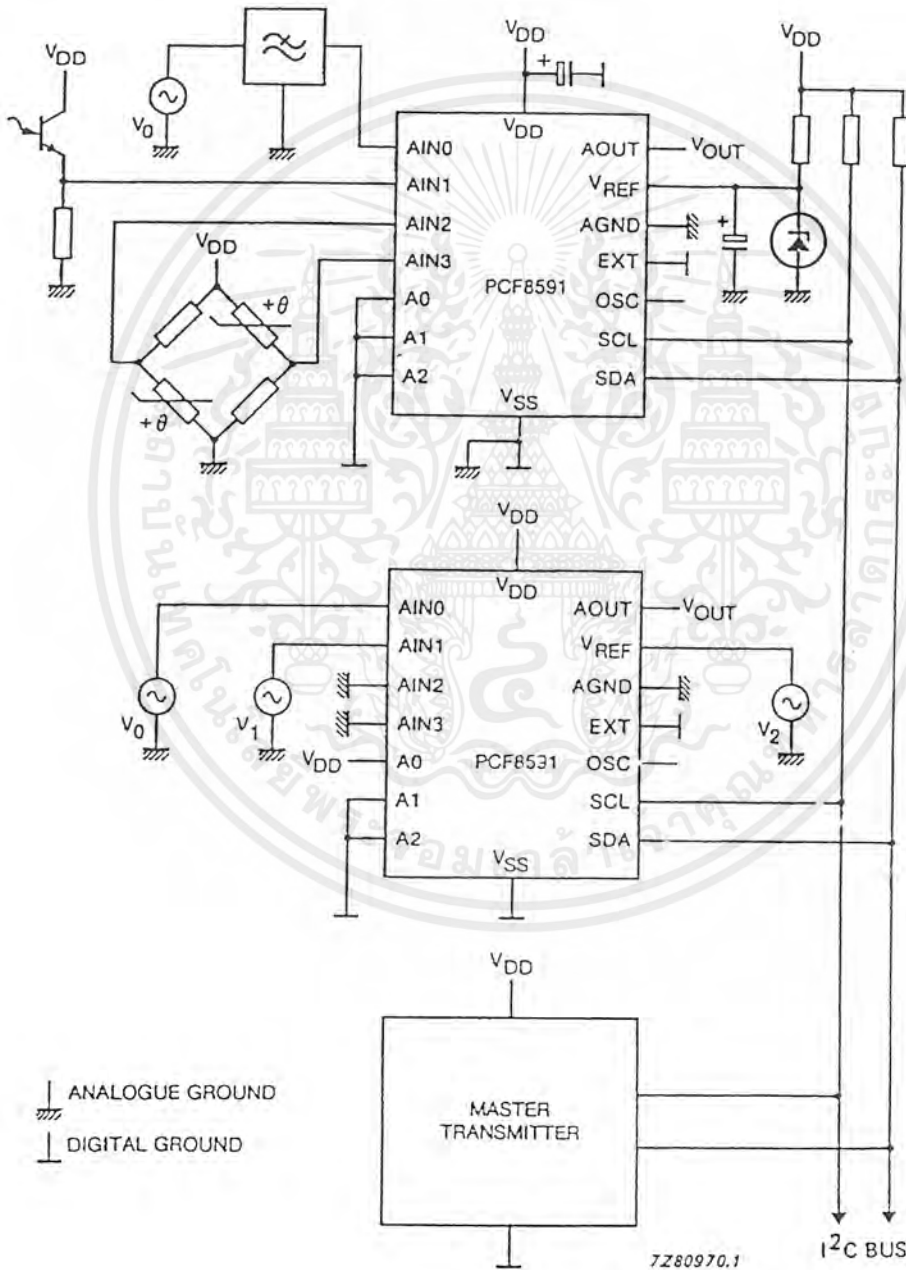 VDD
VDD
VDD
V0
VDD
AIN0
AIN1
AIN2
AIN3
A0
A1
A2
PCF8591
AOUT
VREF
AGND
EXT
OSC
SCL
SDA
VSS
VOUT
+
+
VDD
+θ
+θ
VDD
VDD
AIN0
AIN1
AIN2
AIN3
A0
A1
A2
PCF8591
AOUT
VREF
AGND
EXT
OSC
SCL
SDA
VSS
VOUT
V0
V1
VDD
V2
VDD
MASTER
TRANSMITTER
ANALOGUE GROUND
DIGITAL GROUND
7Z80970.1
I²C BUS